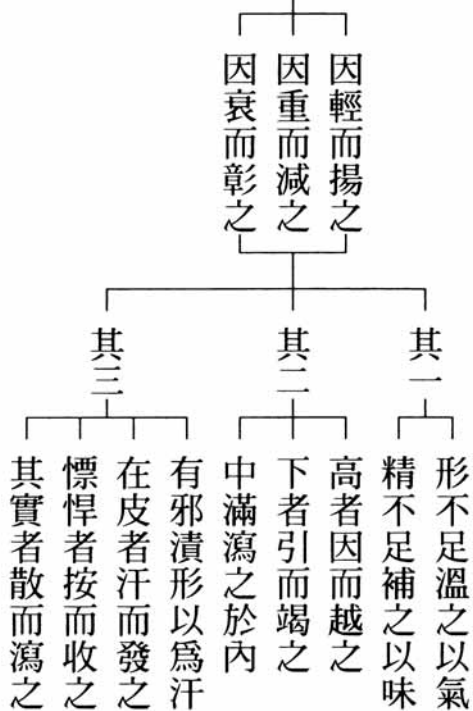 因輕而揚之
因重而減之
因衰而彰之
其一
形不足溫之以氣
精不足補之以味
其二
高者因而越之
下者引而竭之
中滿瀉之於內
其三
有邪漬形以爲汗
在皮者汗而發之
慓悍者按而收之
其實者散而瀉之